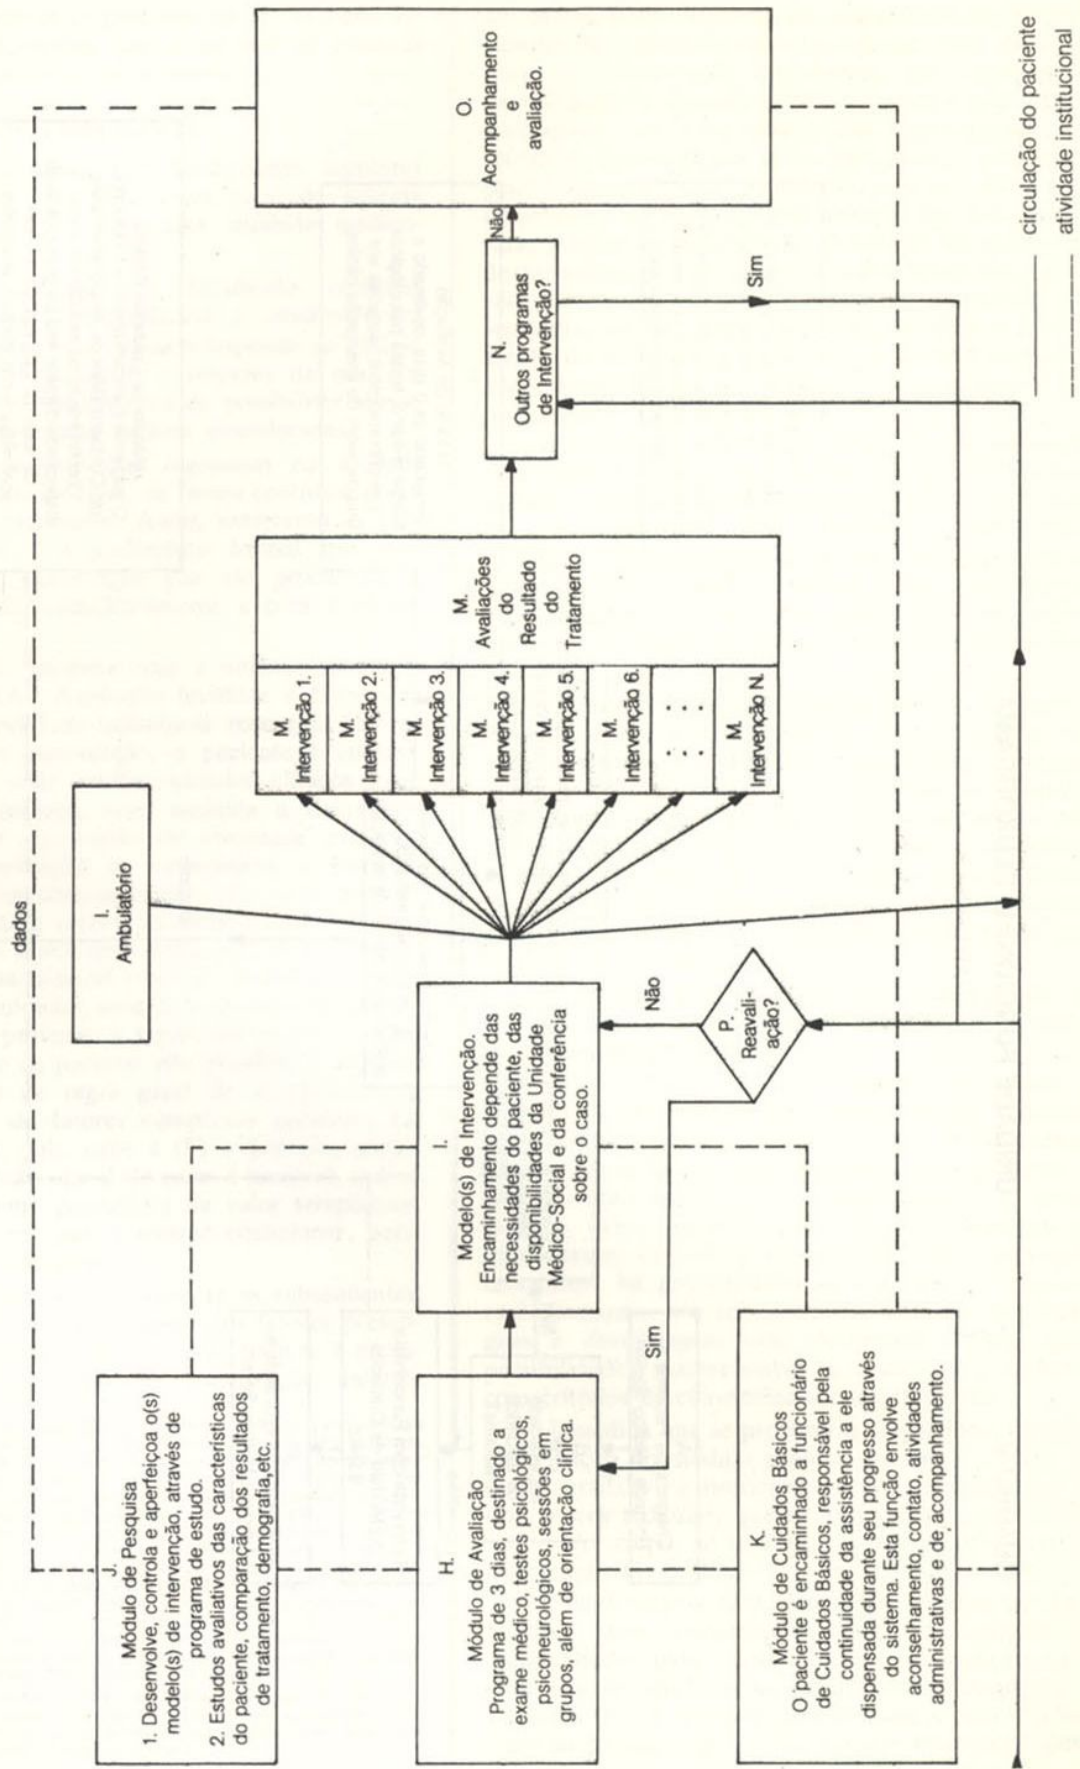 dados
J.
Módulo de Pesquisa
1. Desenvolve, controla e aperfeiçoa o(s)
modelo(s) de intervenção, através de
programa de estudo.
2. Estudos avaliativos das características
do paciente, comparação dos resultados
de tratamento, demografia,etc.
H.
Módulo de Avaliação
Programa de 3 dias, destinado a
exame médico, testes psicológicos,
psiconeurológicos, sessões em
grupos, além de orientação clínica.
K.
Módulo de Cuidados Básicos
O paciente é encaminhado a funcionário
de Cuidados Básicos, responsável pela
continuidade da assistência a ele
dispensada durante seu progresso através
do sistema. Esta função envolve
aconselhamento, contato, atividades
administrativas e de acompanhamento.
I.
Modelo(s) de Intervenção.
Encaminhamento depende das
necessidades do paciente, das
disponibilidades da Unidade
Médico-Social e da conferência
sobre o caso.
Sim
Não
P.
Reavali-
ação?
I.
Ambulatório
M.
Intervenção 1.
M.
Intervenção 2.
M.
Intervenção 3.
M.
Intervenção 4.
M.
Intervenção 5.
M.
Intervenção 6.
. . .
. . .
M.
Intervenção N.
M.
Avaliações
do
Resultado
do
Tratamento
N.
Outros programas
de Intervenção?
Não
Sim
O.
Acompanhamento
e
avaliação.
circulação do paciente
atividade institucional